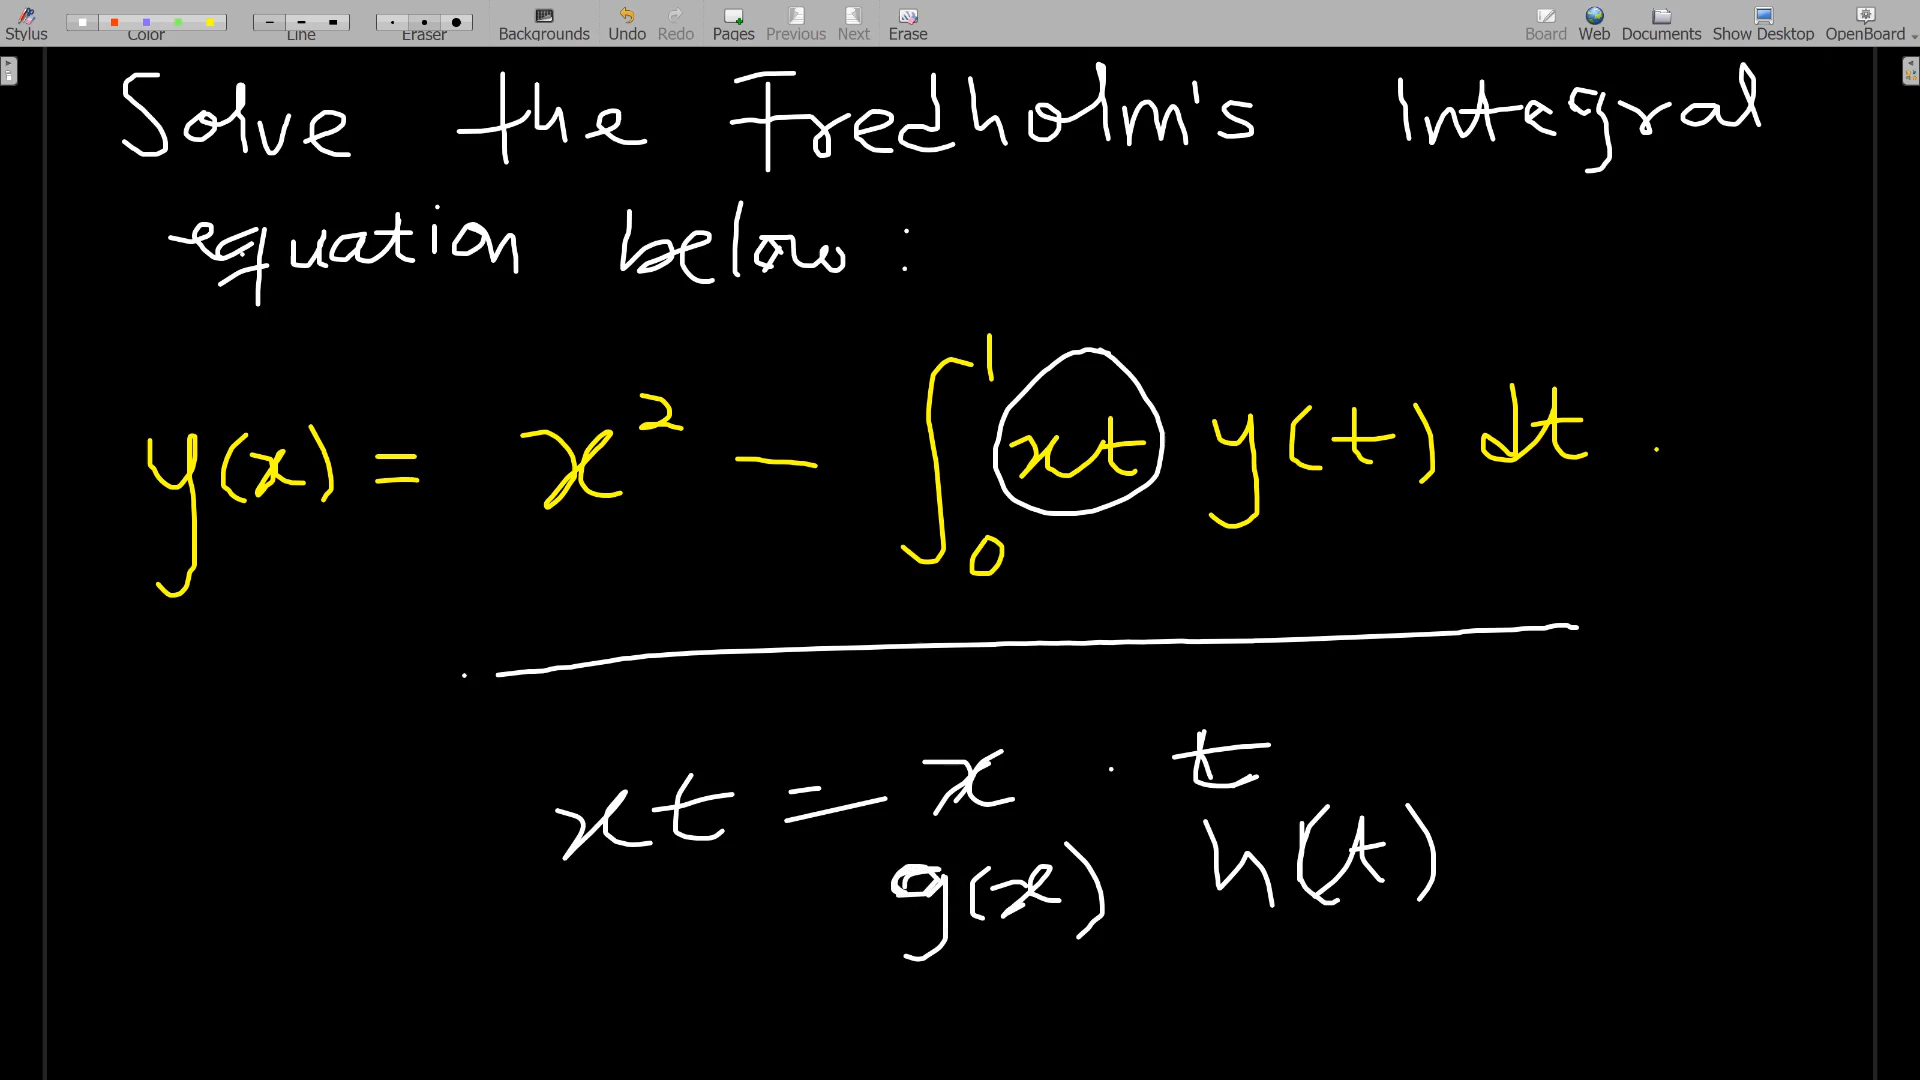 Stylus Color Line Eraser Backgrounds Undo Redo Pages Previous Next Erase Board Web Documents Show Desktop OpenBoard
Solve the Fredholm's Integral
equation below :
y(x) = x² - ∫₀¹ xt y(t) dt .
xt = x · t
g(x) h(t)